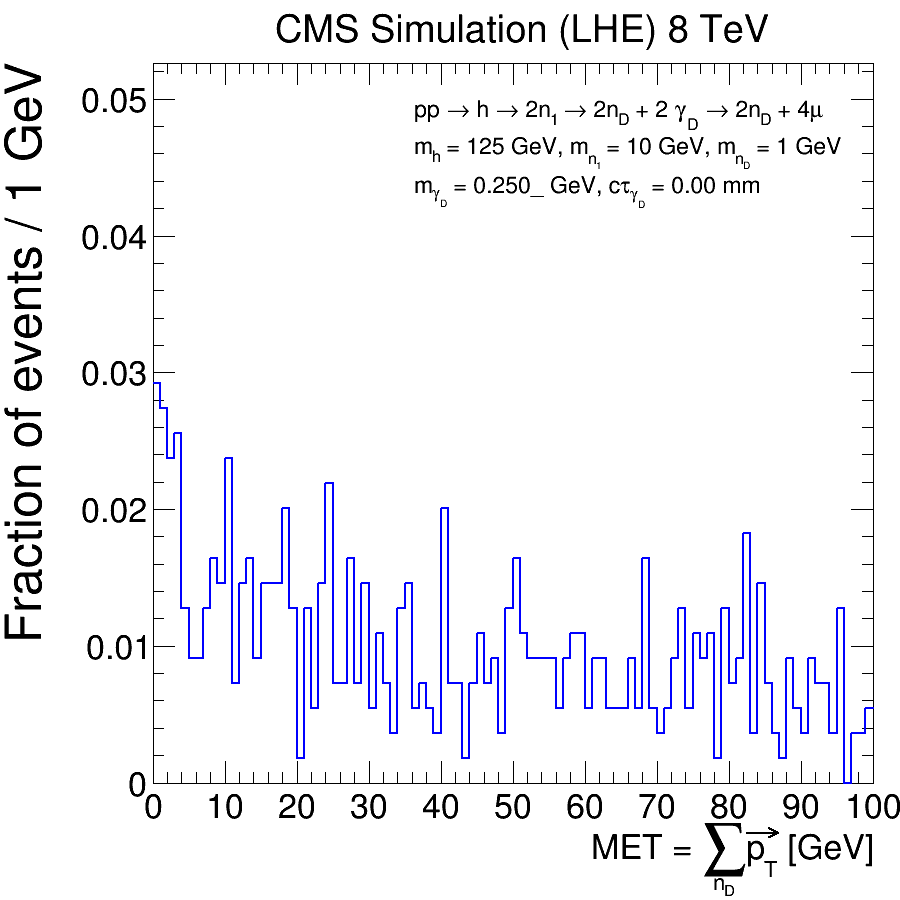 CMS Simulation (LHE) 8 TeV
Fraction of events / 1 GeV
pp → h → 2n₁ → 2n_D + 2 γ_D → 2n_D + 4μ
m_h = 125 GeV, m_n₁ = 10 GeV, m_n_D = 1 GeV
m_γ_D = 0.250_ GeV, cτ_γ_D = 0.00 mm
0.05
0.04
0.03
0.02
0.01
0
0 10 20 30 40 50 60 70 80 90 100
MET = ∑_n_D p⃗_T [GeV]